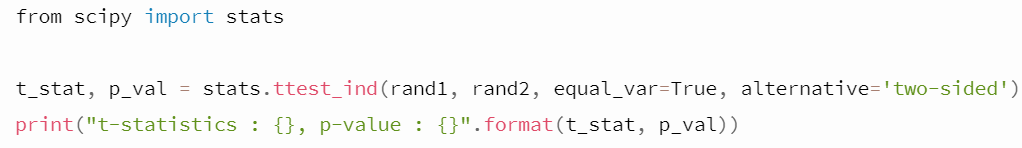 from scipy import stats
t_stat, p_val = stats.ttest_ind(rand1, rand2, equal_var=True, alternative='two-sided')
print("t-statistics : {}, p-value : {}".format(t_stat, p_val))